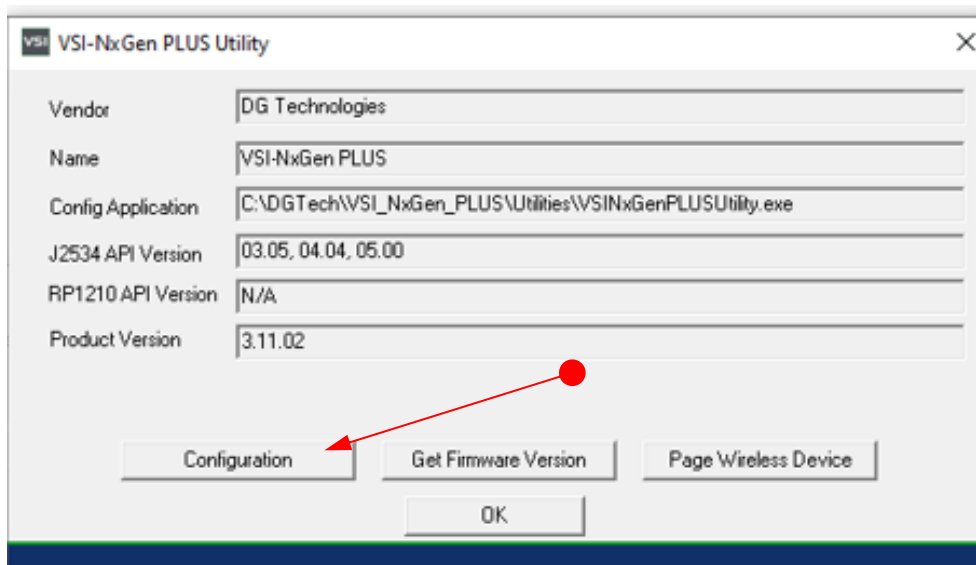 VSI VSI-NxGen PLUS Utility
Vendor DG Technologies
Name VSI-NxGen PLUS
Config Application C:\DGTech\VSI_NxGen_PLUS\Utilities\VSINxGenPLUSUtility.exe
J2534 API Version 03.05, 04.04, 05.00
RP1210 API Version N/A
Product Version 3.11.02
Configuration Get Firmware Version Page Wireless Device
OK